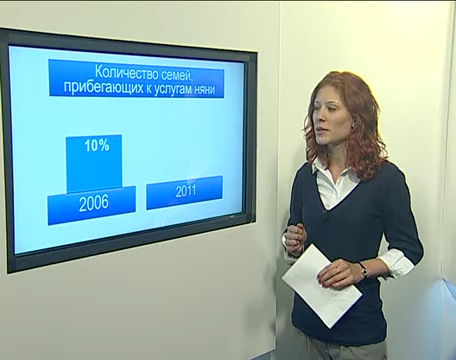 Количество семей,
прибегающих к услугам няни
10%
2006
2011